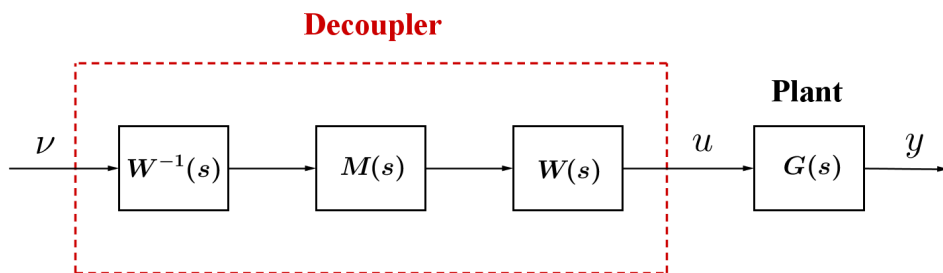 Decoupler
Plant
ν
W⁻¹(s)
M(s)
W(s)
u
G(s)
y